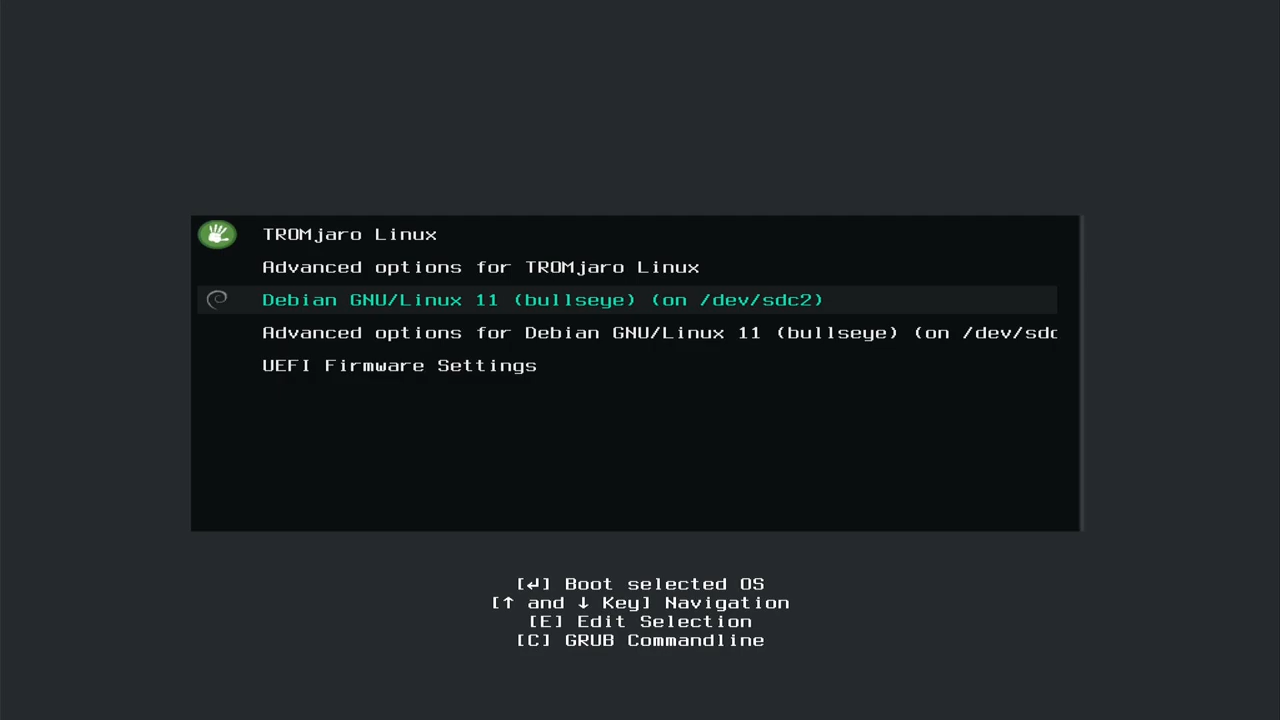 TROMjaro Linux
Advanced options for TROMjaro Linux
Debian GNU/Linux 11 (bullseye) (on /dev/sdc2)
Advanced options for Debian GNU/Linux 11 (bullseye) (on /dev/sdc
UEFI Firmware Settings
[↲] Boot selected OS
[↑ and ↓ Key] Navigation
[E] Edit Selection
[C] GRUB Commandline